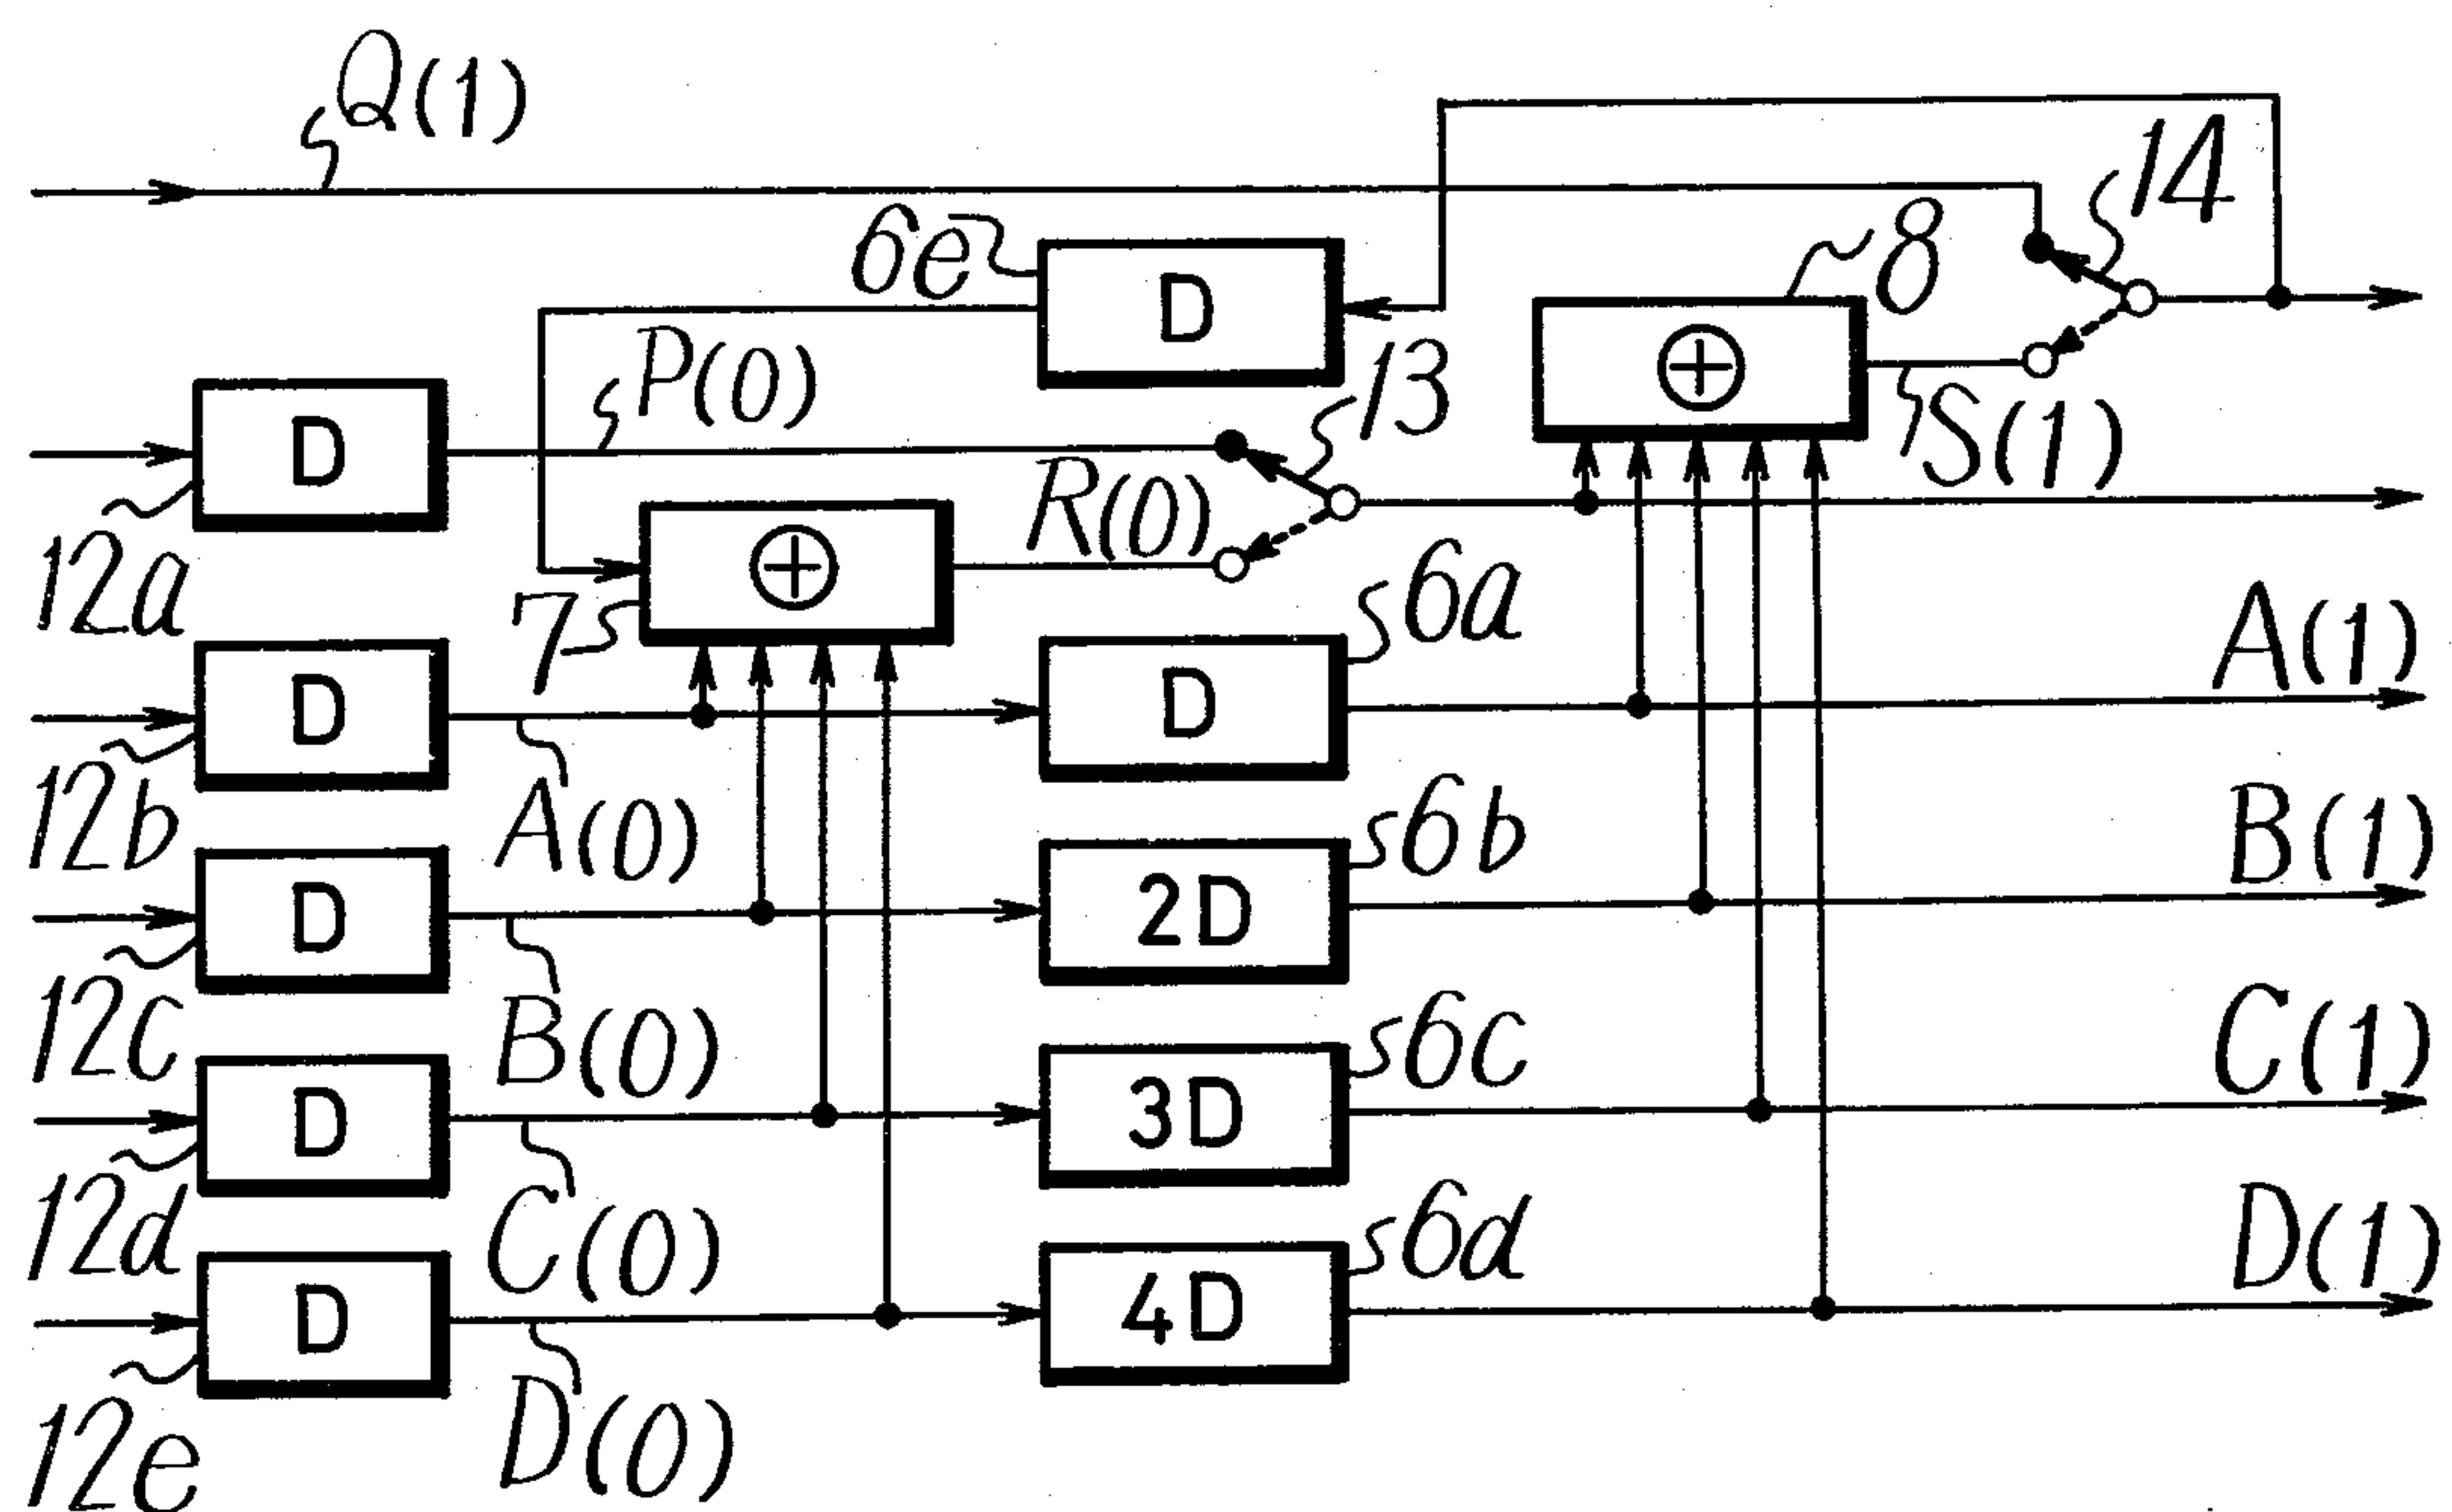 Q(1)
14
6e
D
8
P(0)
13
D
⊕
S(1)
12a
R(0)
⊕
7
6a
A(1)
D
D
12b
A(0)
6b
B(1)
D
2D
12c
B(0)
6c
C(1)
D
3D
12d
C(0)
6d
D(1)
D
4D
12e
D(0)